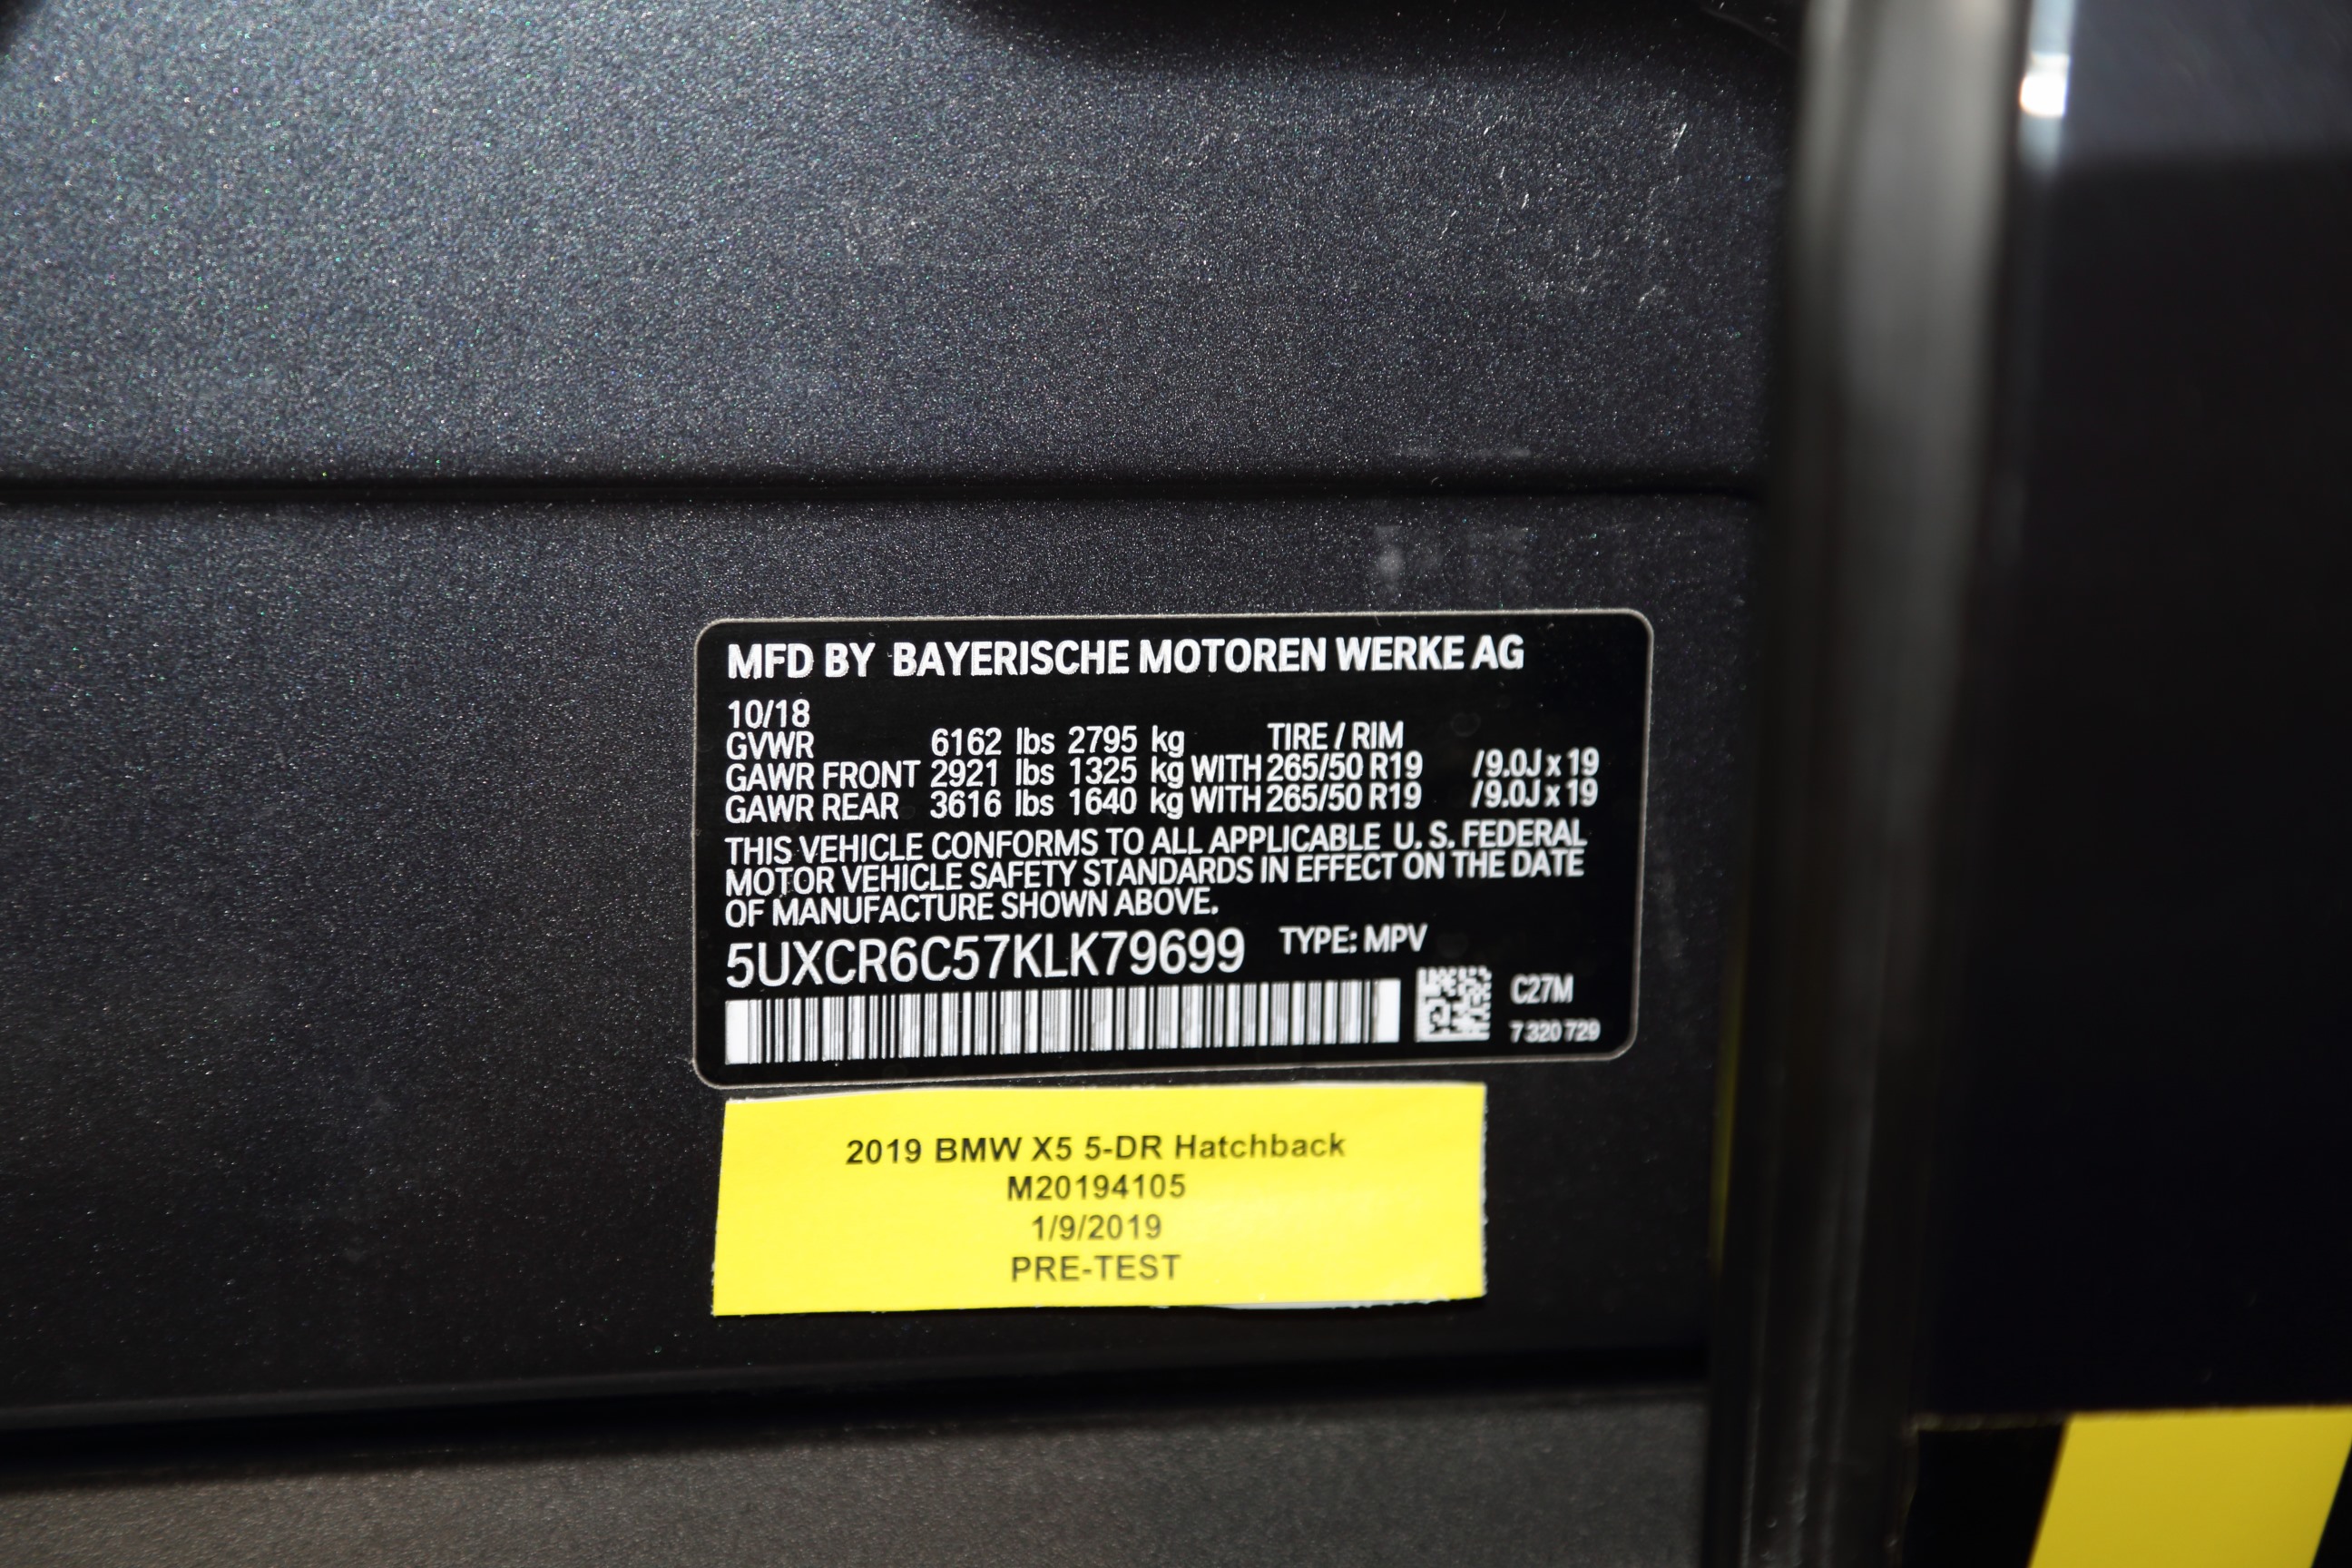 MFD BY BAYERISCHE MOTOREN WERKE AG
10/18
GVWR 6162 lbs 2795 kg TIRE / RIM
GAWR FRONT 2921 lbs 1325 kg WITH 265/50 R19 /9.0J x 19
GAWR REAR 3616 lbs 1640 kg WITH 265/50 R19 /9.0J x 19
THIS VEHICLE CONFORMS TO ALL APPLICABLE U. S. FEDERAL
MOTOR VEHICLE SAFETY STANDARDS IN EFFECT ON THE DATE
OF MANUFACTURE SHOWN ABOVE.
5UXCR6C57KLK79699 TYPE: MPV
C27M
7 320 729
2019 BMW X5 5-DR Hatchback
M20194105
1/9/2019
PRE-TEST